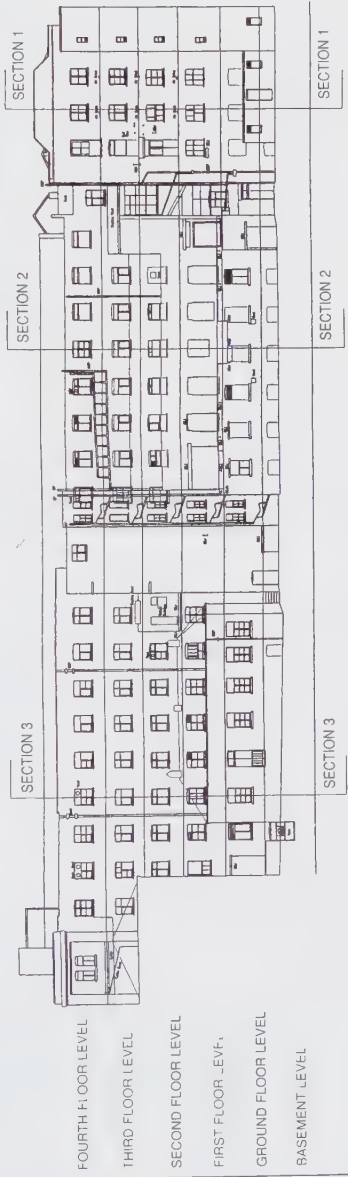 SECTION 3
SECTION 2
SECTION 1
FOURTH FLOOR LEVEL
THIRD FLOOR LEVEL
SECOND FLOOR LEVEL
FIRST FLOOR
GROUND FLOOR LEVEL
BASEMENT LEVEL
SECTION 3
SECTION 2
SECTION 1